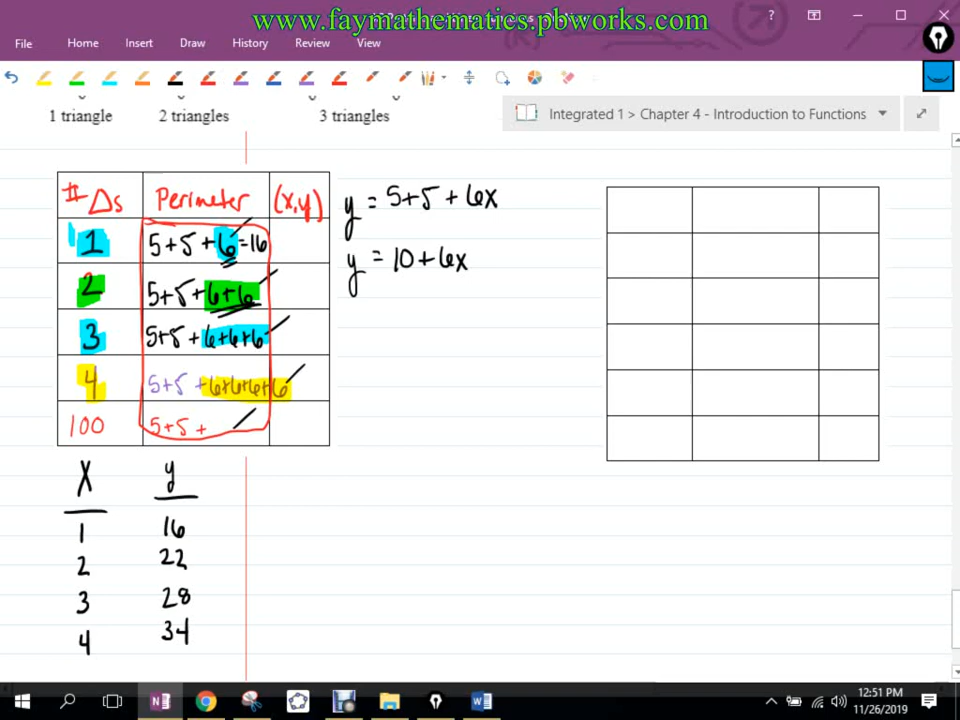 www.faymathematics.pbworks.com
File Home Insert Draw History Review View
1 triangle 2 triangles 3 triangles
Integrated 1 > Chapter 4 - Introduction to Functions
# Δs Perimeter (x,y)
1 5+5+6=16
2 5+5+6+6
3 5+5+6+6+6
4 5+5+6+6+6+6
100 5+5+
y = 5+5+6x
y = 10+6x
X y
1 16
2 22
3 28
4 34
12:51 PM
11/26/2019